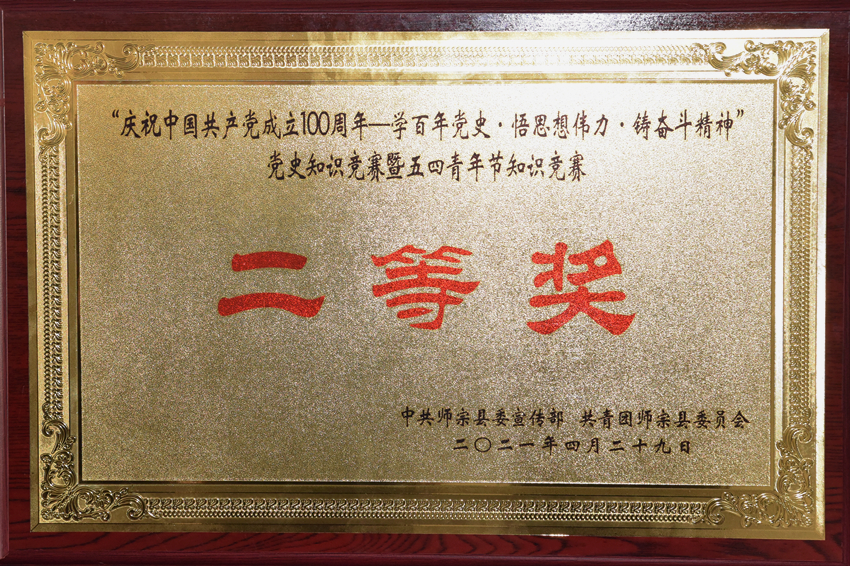 “庆祝中国共产党成立100周年—学百年党史·悟思想伟力·铸奋斗精神”
党史知识竞赛暨五四青年节知识竞赛
二等奖
中共师宗县委宣传部 共青团师宗县委员会
二〇二一年四月二十九日